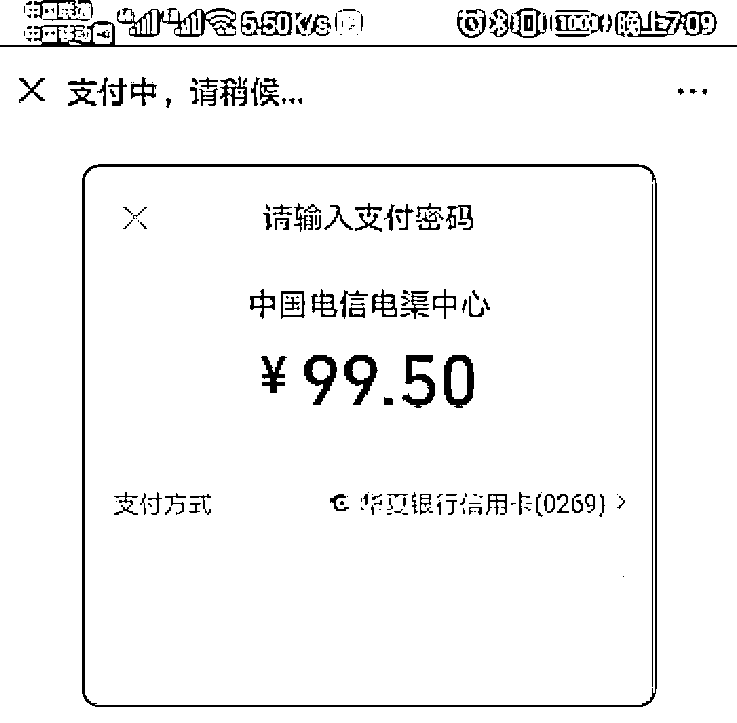 中国联通
中国移动 5.50K/s 100 晚上7:09
支付中，请稍候...
请输入支付密码
中国电信电渠中心
¥99.50
支付方式 华夏银行信用卡(0269)